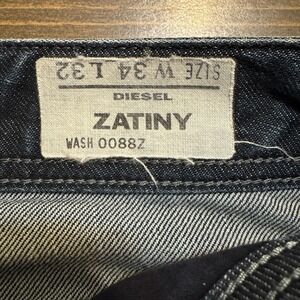 SIZE W 34 L 32
DIESEL
ZATINY
WASH 0088Z